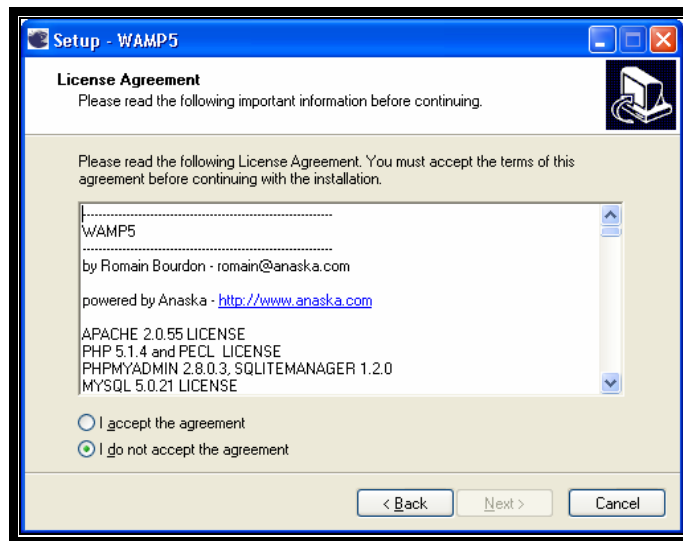 Setup - WAMP5
License Agreement
Please read the following important information before continuing.
Please read the following License Agreement. You must accept the terms of this
agreement before continuing with the installation.
------------------------------------------------------------
WAMP5
------------------------------------------------------------
by Romain Bourdon - romain@anaska.com
powered by Anaska - http://www.anaska.com
APACHE 2.0.55 LICENSE
PHP 5.1.4 and PECL LICENSE
PHPMYADMIN 2.8.0.3, SQLITEMANAGER 1.2.0
MYSQL 5.0.21 LICENSE
I accept the agreement
I do not accept the agreement
< Back Next > Cancel